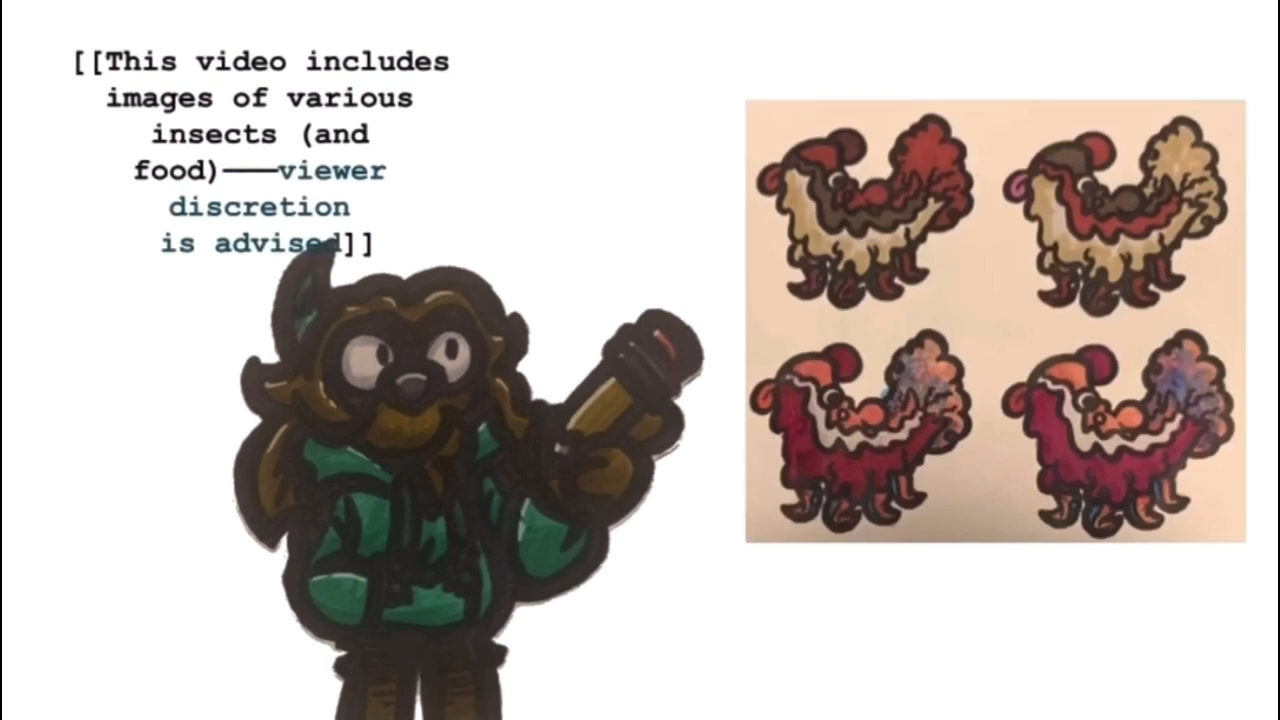 [[This video includes
images of various
insects (and
food)——viewer
discretion
is advised]]